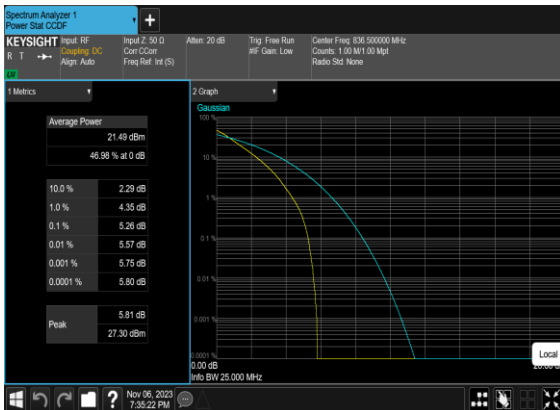 Spectrum Analyzer 1
Power Stat CCDF
KEYSIGHT
R T
Input: RF
Coupling: DC
Align: Auto
Input Z: 50 Ω
Corr CCorr
Freq Ref: Int (S)
Atten: 20 dB
Trig: Free Run
#IF Gain: Low
Center Freq: 836.500000 MHz
Counts: 1.00 M/1.00 Mpt
Radio Std: None
1 Metrics
Average Power
21.49 dBm
46.98 % at 0 dB
10.0 % 2.29 dB
1.0 % 4.35 dB
0.1 % 5.26 dB
0.01 % 5.57 dB
0.001 % 5.75 dB
0.0001 % 5.80 dB
Peak
5.81 dB
27.30 dBm
2 Graph
Gaussian
100 %
10 %
1 %
0.1 %
0.01 %
0.001 %
0.0001 %
0.00 dB
Info BW 25.000 MHz
Local
?
Nov 06, 2023
7:35:22 PM